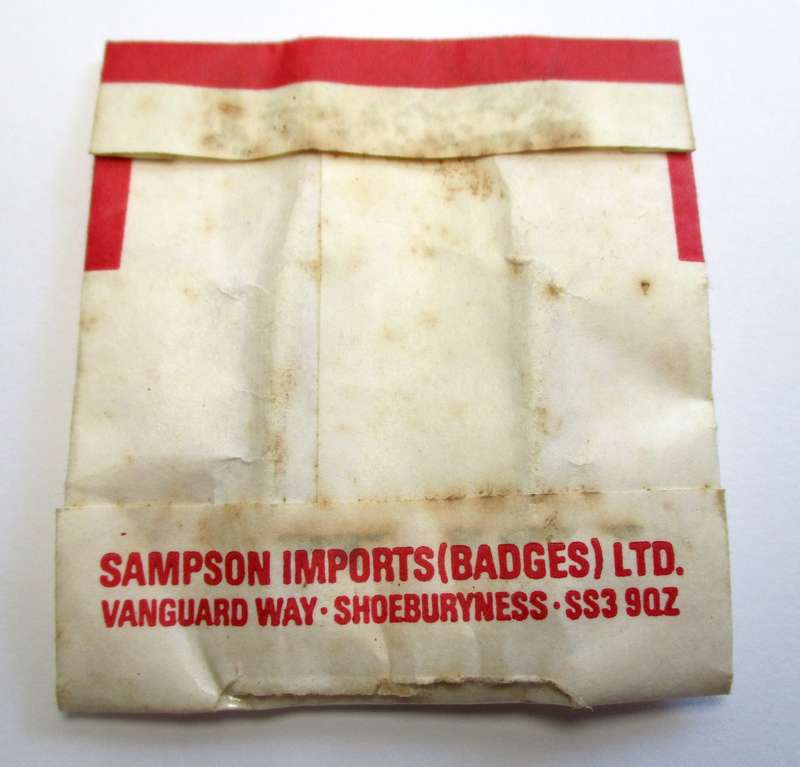 SAMPSON IMPORTS(BADGES) LTD.
VANGUARD WAY · SHOEBURYNESS · SS3 9QZ